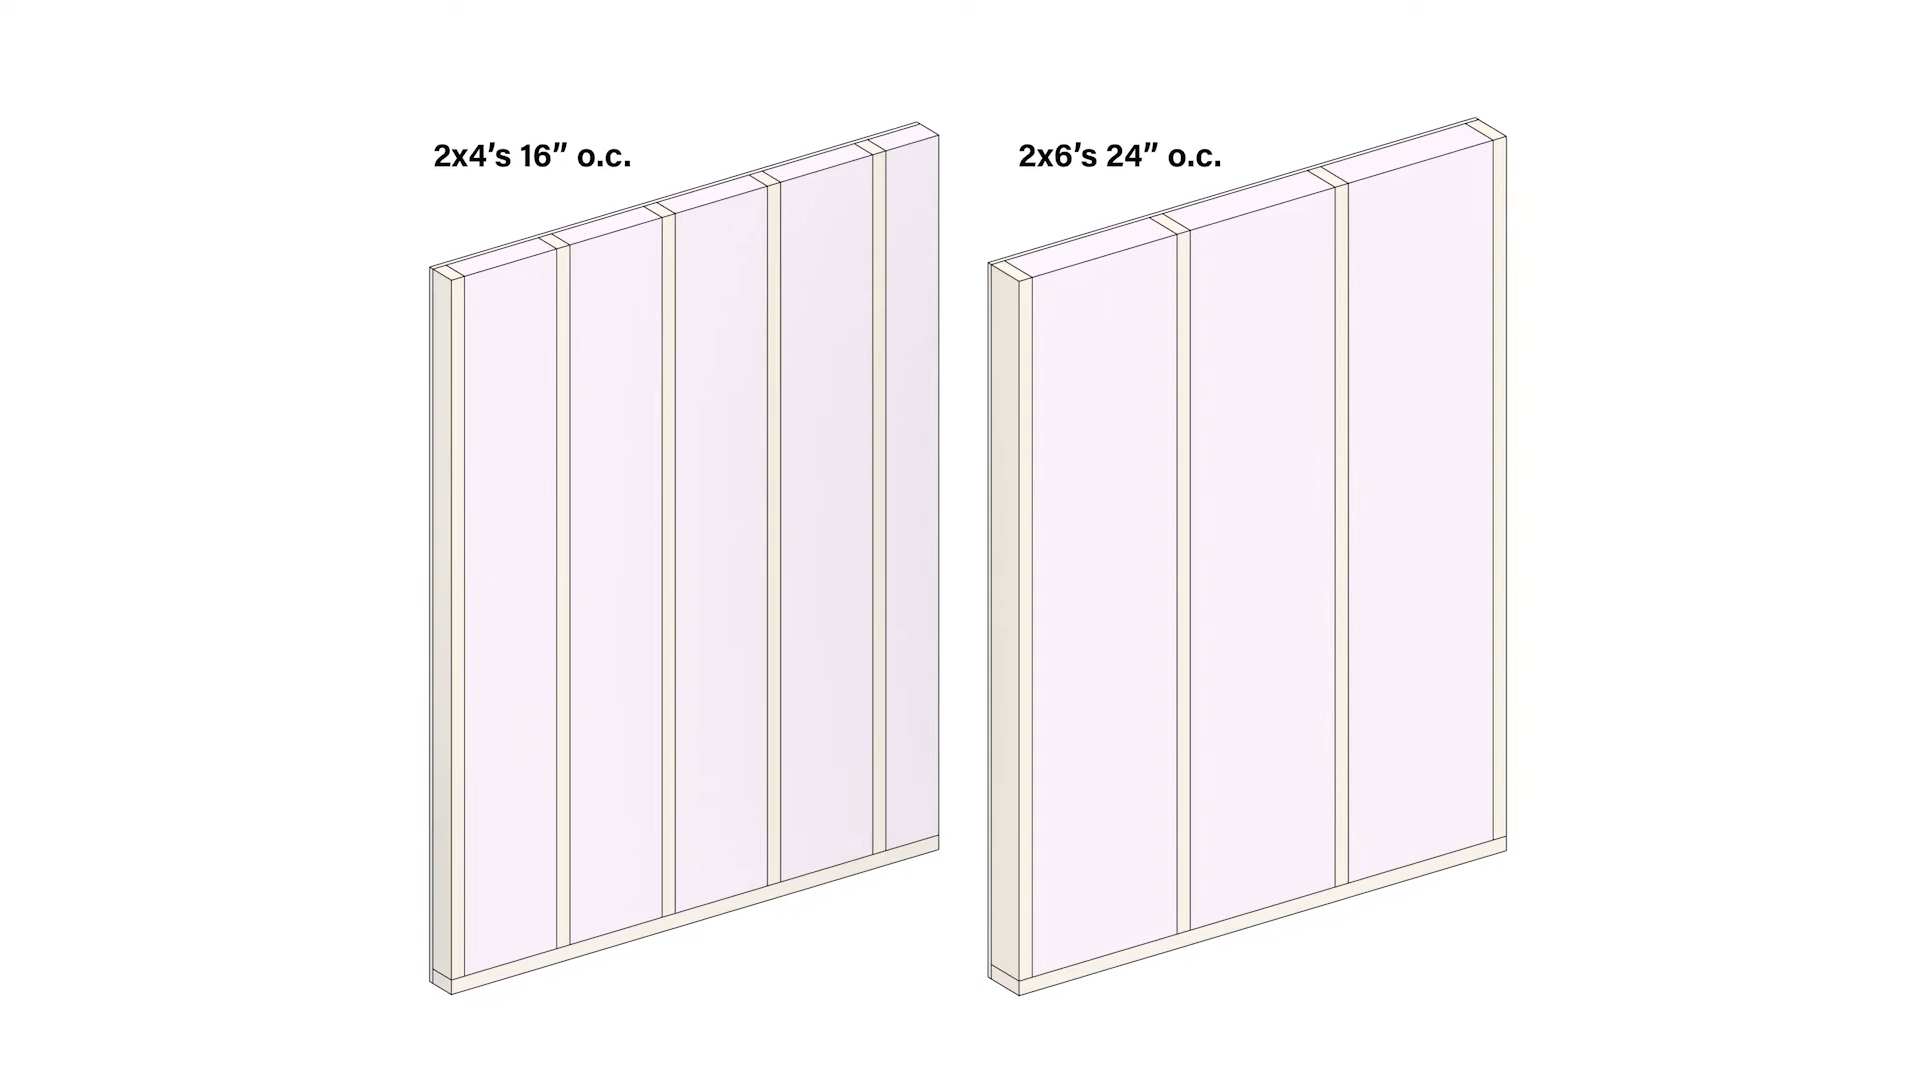 2x4’s 16” o.c.
2x6’s 24” o.c.